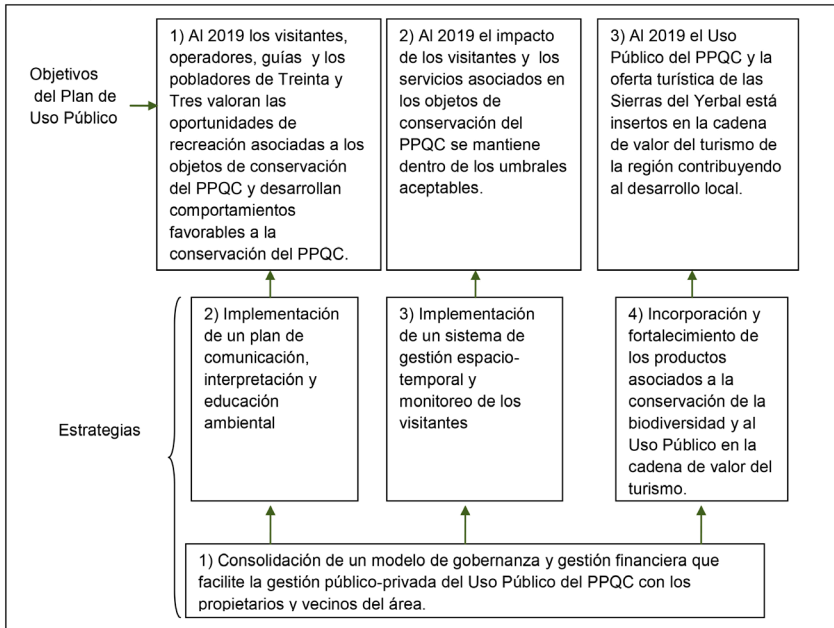 Objetivos
del Plan de
Uso Público
1) Al 2019 los visitantes,
operadores, guías y los
pobladores de Treinta y
Tres valoran las
oportunidades de
recreación asociadas a los
objetos de conservación
del PPQC y desarrollan
comportamientos
favorables a la
conservación del PPQC.
2) Al 2019 el impacto
de los visitantes y los
servicios asociados en
los objetos de
conservación del
PPQC se mantiene
dentro de los umbrales
aceptables.
3) Al 2019 el Uso
Público del PPQC y la
oferta turística de las
Sierras del Yerbal está
insertos en la cadena
de valor del turismo de
la región contribuyendo
al desarrollo local.
Estrategias
2) Implementación
de un plan de
comunicación,
interpretación y
educación
ambiental
3) Implementación
de un sistema de
gestión espacio-
temporal y
monitoreo de los
visitantes
4) Incorporación y
fortalecimiento de
los productos
asociados a la
conservación de la
biodiversidad y al
Uso Público en la
cadena de valor del
turismo.
1) Consolidación de un modelo de gobernanza y gestión financiera que
facilite la gestión público-privada del Uso Público del PPQC con los
propietarios y vecinos del área.